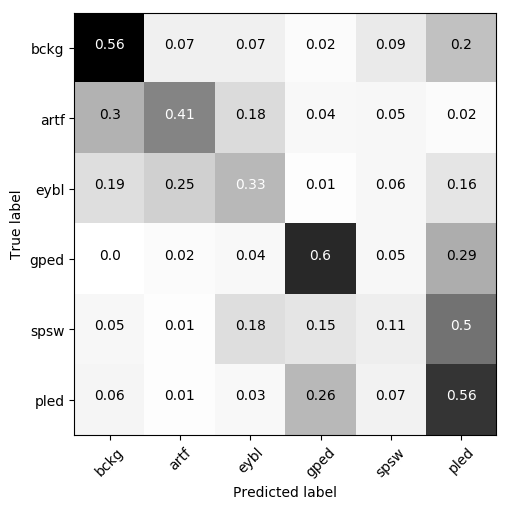 bckg 0.56 0.07 0.07 0.02 0.09 0.2
artf 0.3 0.41 0.18 0.04 0.05 0.02
eybl 0.19 0.25 0.33 0.01 0.06 0.16
gped 0.0 0.02 0.04 0.6 0.05 0.29
spsw 0.05 0.01 0.18 0.15 0.11 0.5
pled 0.06 0.01 0.03 0.26 0.07 0.56
True label
bckg artf eybl gped spsw pled
Predicted label